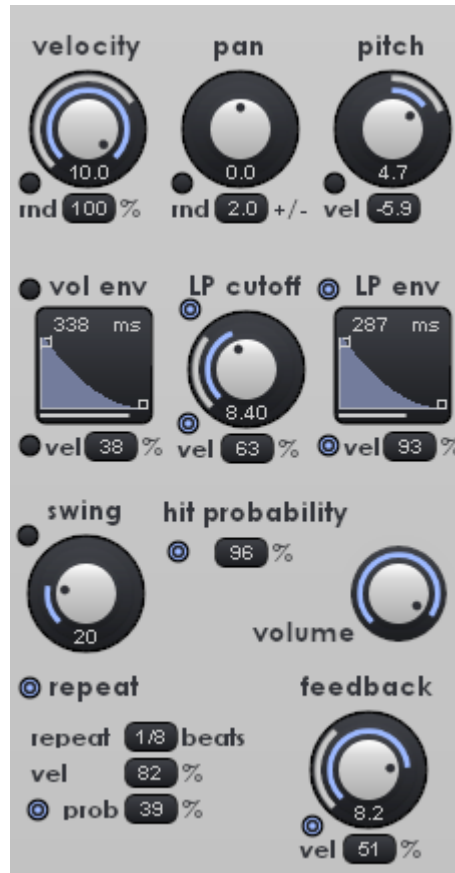 velocity pan pitch
10.0 0.0 4.7
rnd 100 % rnd 2.0 +/- vel -5.9
vol env LP cutoff LP env
338 ms 287 ms
8.40
vel 38 % vel 63 % vel 93 %
swing hit probability
96 %
20
volume
repeat feedback
repeat 1/8 beats
vel 82 %
prob 39 %
8.2
vel 51 %